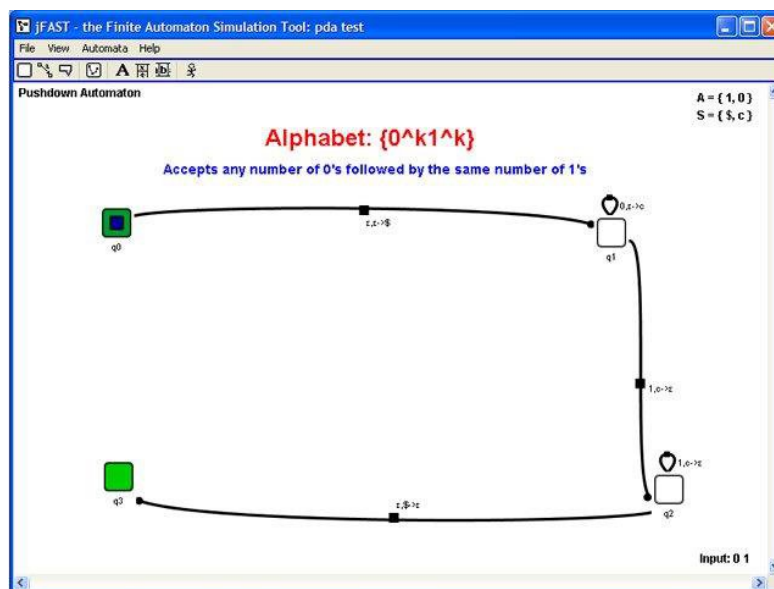 jFAST - the Finite Automaton Simulation Tool: pda test
File View Automata Help
A
Pushdown Automaton
A = { 1, 0 }
S = { $, c }
Alphabet: {0^k1^k}
Accepts any number of 0's followed by the same number of 1's
0,ε->c
q0
ε,ε->$
q1
1,c->ε
1,c->ε
q3
ε,$->ε
q2
Input: 0 1